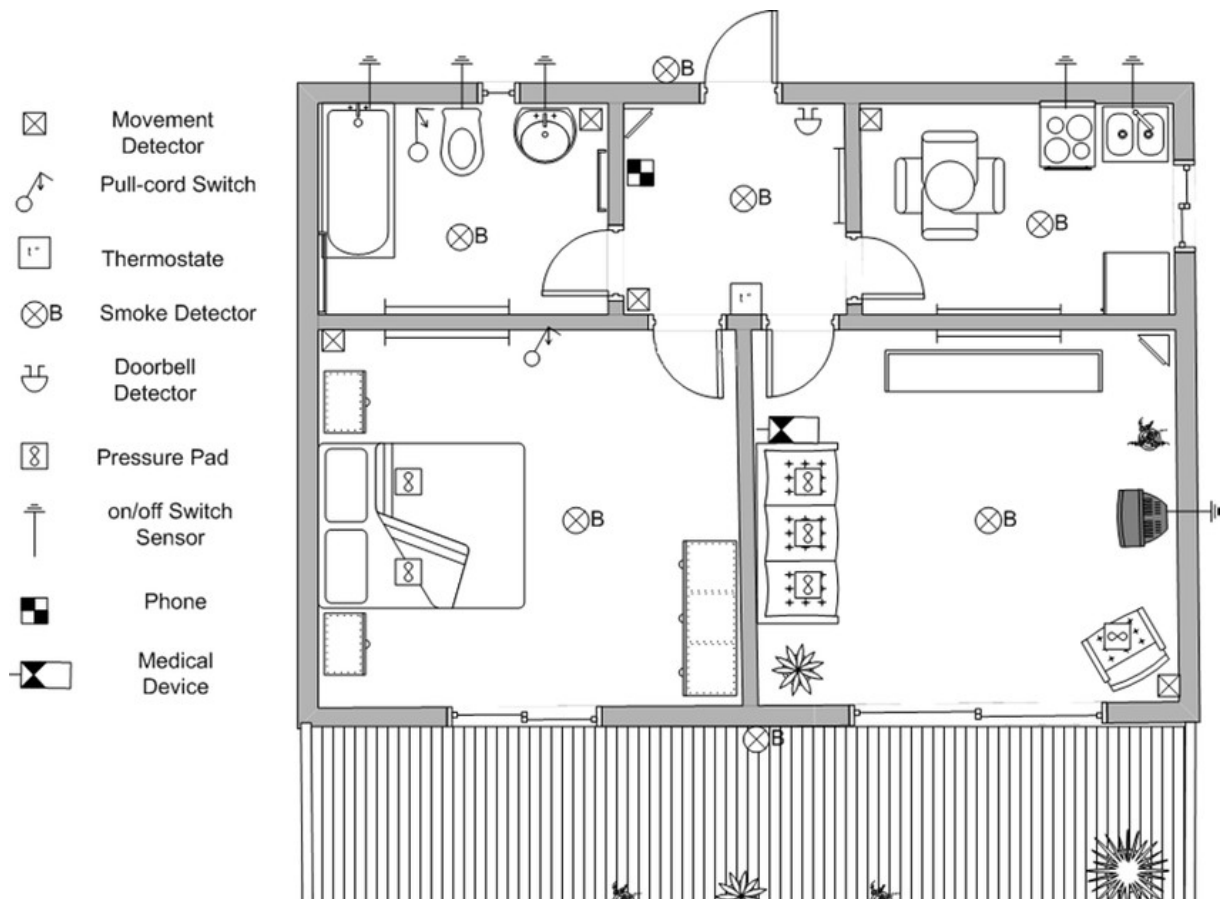 Movement
Detector
Pull-cord Switch
t°
Thermostate
B
Smoke Detector
Doorbell
Detector
Pressure Pad
on/off Switch
Sensor
Phone
Medical
Device
B
B
B
B
t°
B
B
B